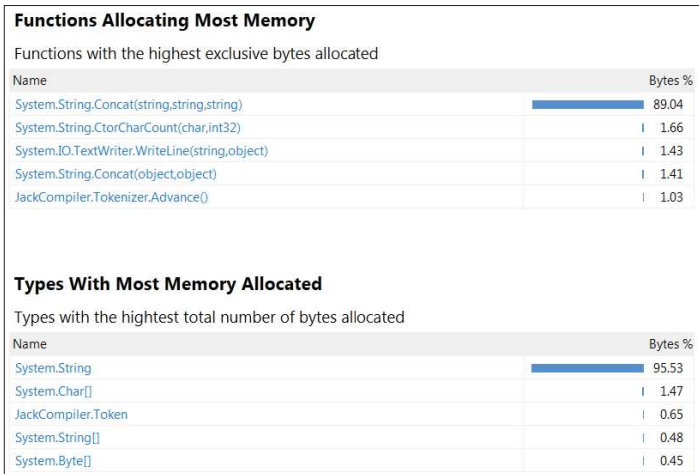 Functions Allocating Most Memory
Functions with the highest exclusive bytes allocated
Name Bytes %
System.String.Concat(string,string,string) 89.04
System.String.CtorCharCount(char,int32) 1.66
System.IO.TextWriter.WriteLine(string,object) 1.43
System.String.Concat(object,object) 1.41
JackCompiler.Tokenizer.Advance() 1.03
Types With Most Memory Allocated
Types with the hightest total number of bytes allocated
Name Bytes %
System.String 95.53
System.Char[] 1.47
JackCompiler.Token 0.65
System.String[] 0.48
System.Byte[] 0.45